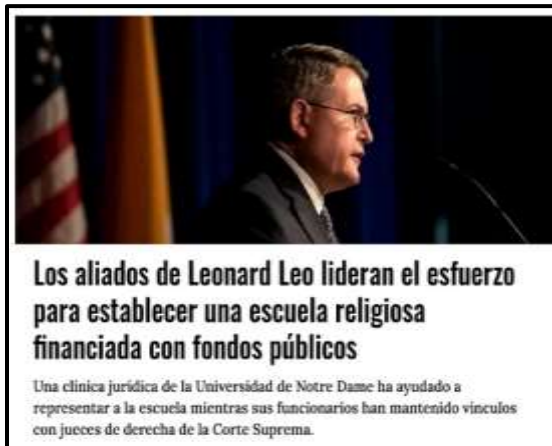 Los aliados de Leonard Leo lideran el esfuerzo
para establecer una escuela religiosa
financiada con fondos públicos
Una clínica jurídica de la Universidad de Notre Dame ha ayudado a
representar a la escuela mientras sus funcionarios han mantenido vínculos
con jueces de derecha de la Corte Suprema.